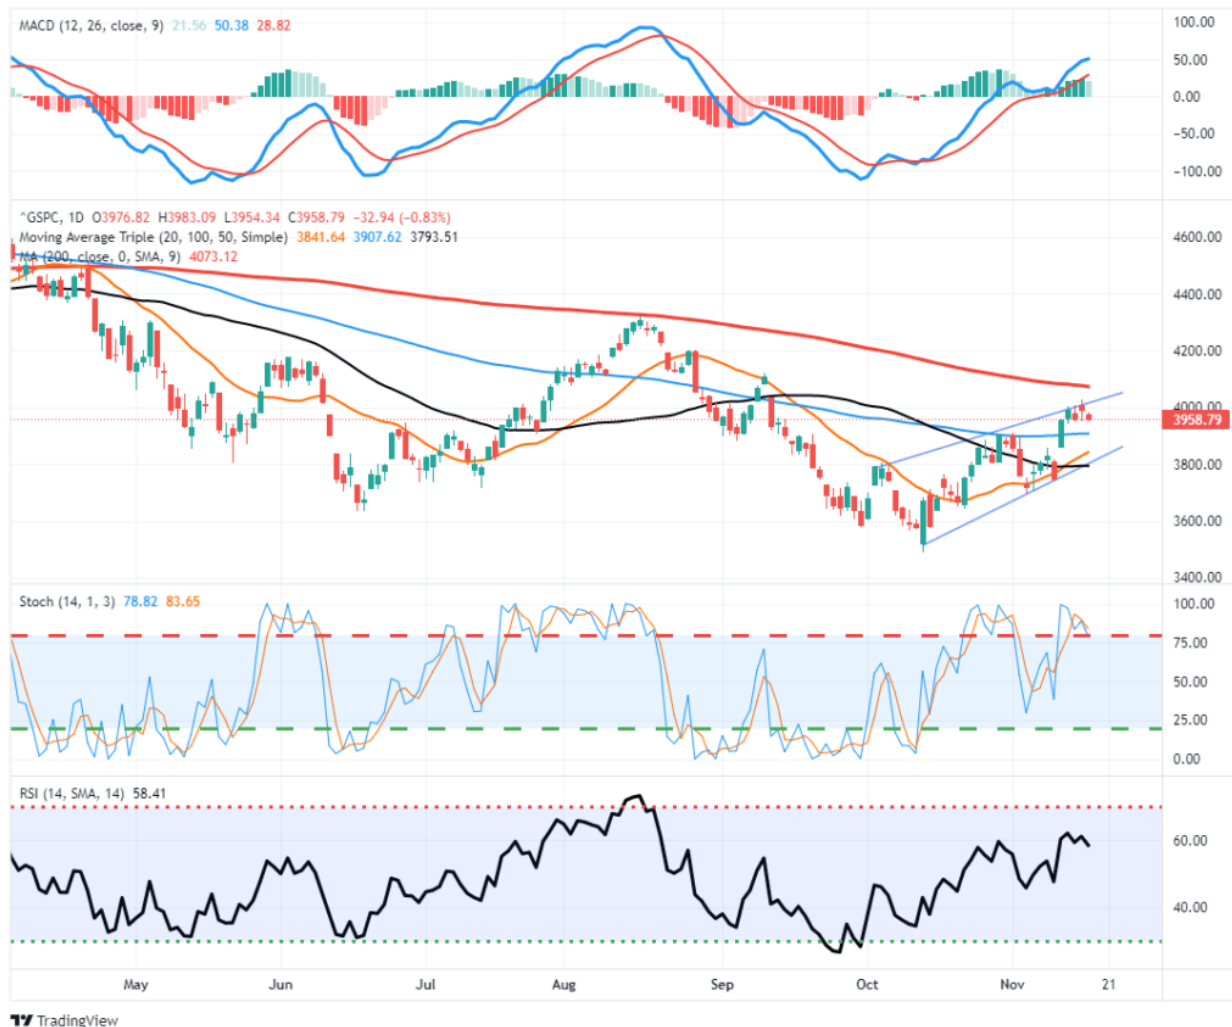 MACD (12, 26, close, 9) 21.56 50.38 28.82
100.00
50.00
0.00
−50.00
−100.00
^GSPC, 1D O3976.82 H3983.09 L3954.34 C3958.79 −32.94 (−0.83%)
Moving Average Triple (20, 100, 50, Simple) 3841.64 3907.62 3793.51
MA (200, close, 0, SMA, 9) 4073.12
4600.00
4400.00
4200.00
4000.00
3958.79
3800.00
3600.00
3400.00
Stoch (14, 1, 3) 78.82 83.65
100.00
75.00
50.00
25.00
0.00
RSI (14, SMA, 14) 58.41
60.00
40.00
May Jun Jul Aug Sep Oct Nov 21
TradingView